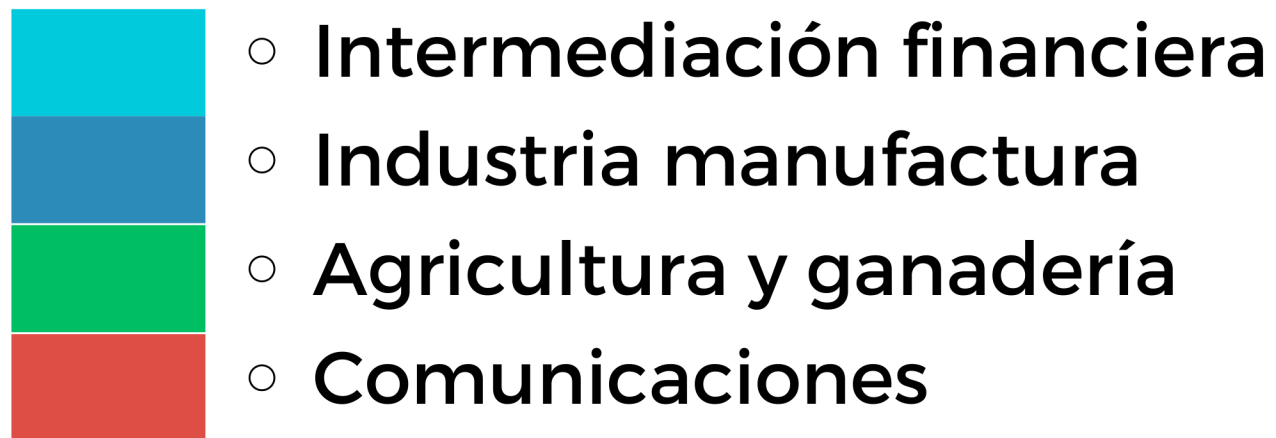 Intermediación financiera
Industria manufactura
Agricultura y ganadería
Comunicaciones